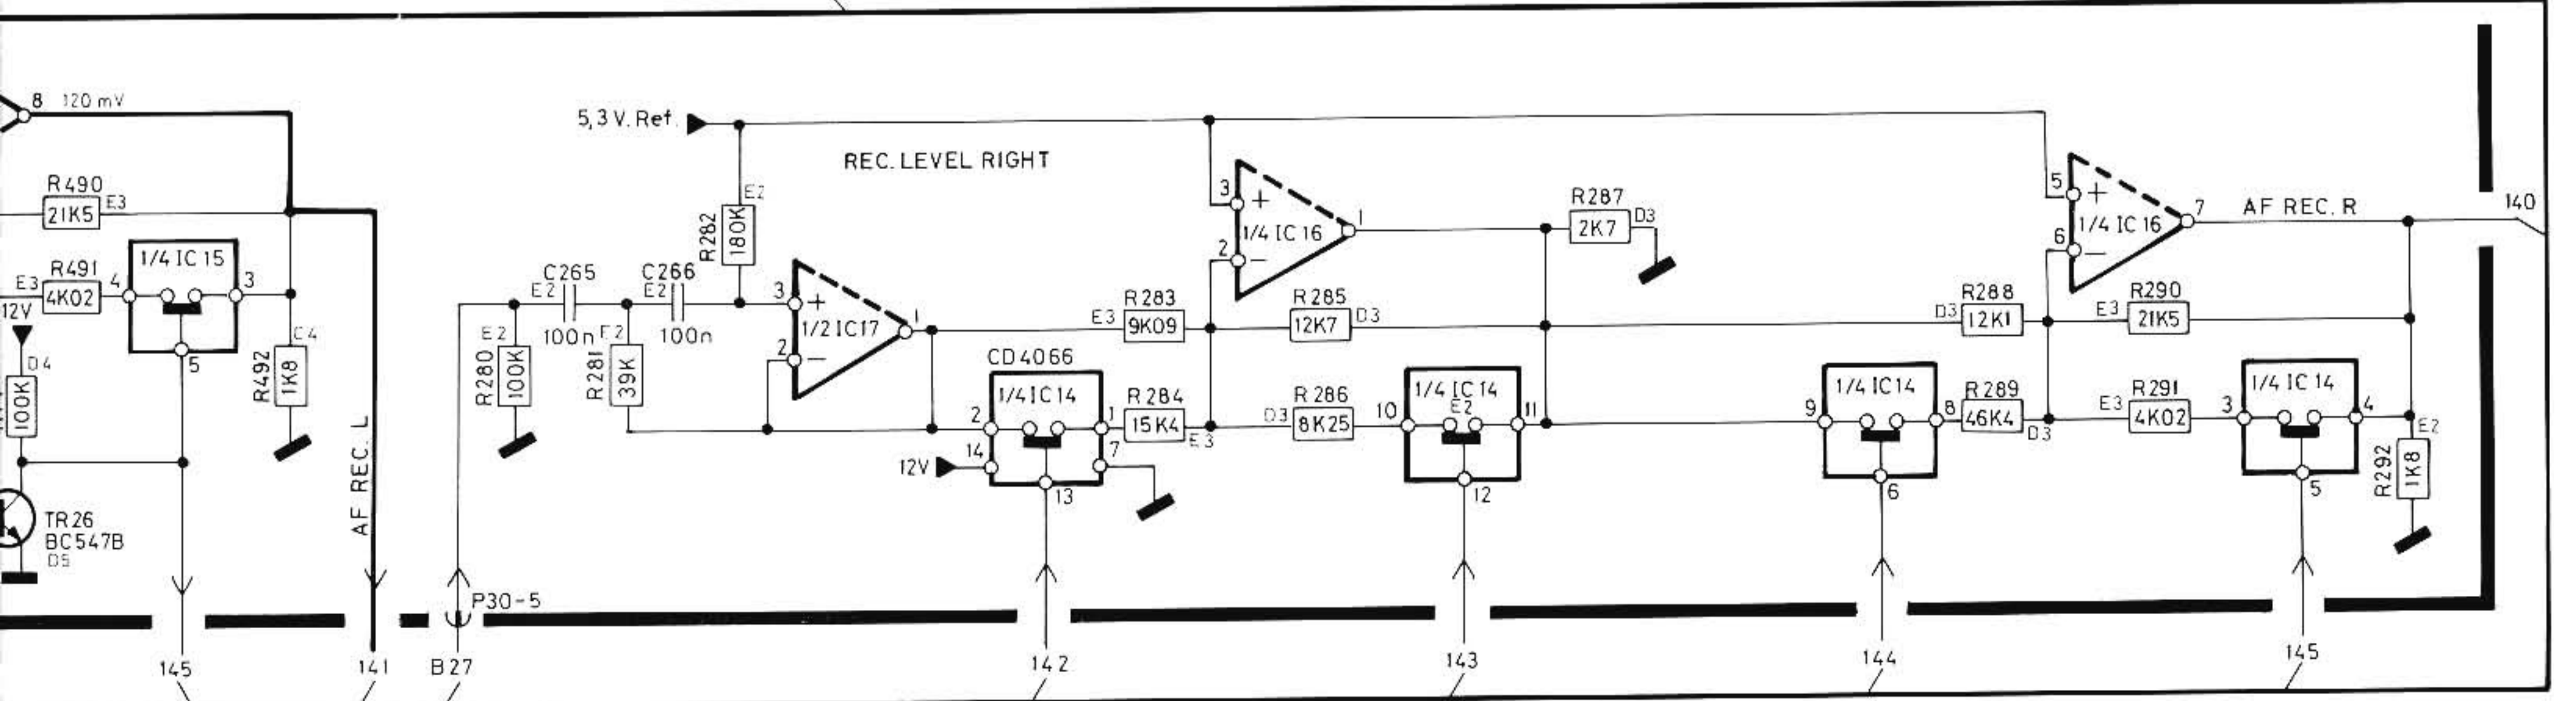 8 120 mV
R490
21K5 E3
1/4 IC 15
R491
E3 4K02 4 3
12V
5
C4
R492 1K8
D4
100K
TR26
BC547B
D5
AF REC. L
145
141
B27
P30-5
5,3 V. Ref.
REC. LEVEL RIGHT
E2
R282 180K
C265
E2
100n
C266
E2
100n
E2
R280 100K
E2
R281 39K
3 +
1/2 IC17 1
2 -
R283
E3 9K09
CD4066
1/4 IC 14
2 1
14 7
12V
13
R284
15K4
E3
3 +
1/4 IC 16 1
2 -
R285
12K7 D3
R286
D3 8K25
R287
2K7 D3
1/4 IC 14
E2
10 11
12
1/4 IC 14
9 8
6
R288
D3 12K1
R289
46K4
D3
5 +
1/4 IC 16 7
6 -
AF REC. R
140
R290
E3 21K5
R291
E3 4K02
1/4 IC 14
3 4
5
E2
R292 1K8
142
143
144
145